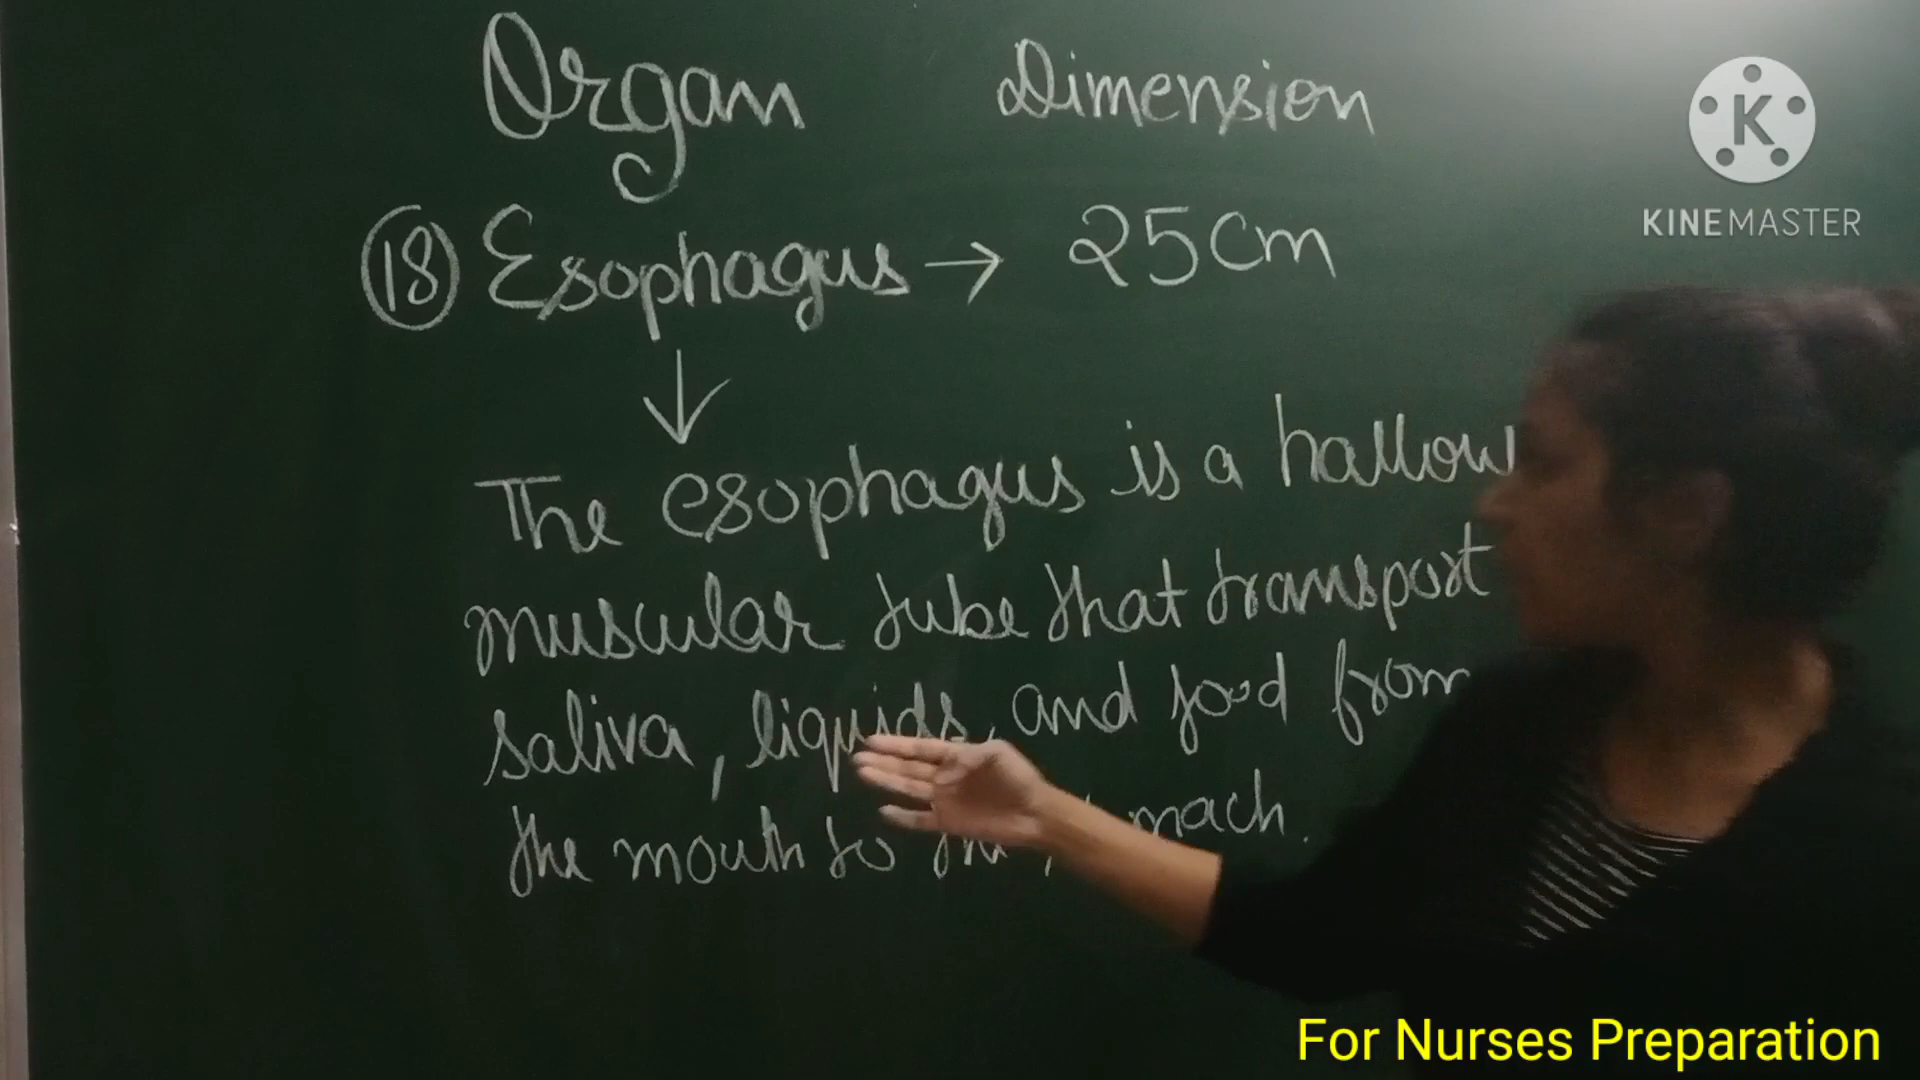 Organ Dimension
K
KINEMASTER
18 Esophagus → 25 cm
↓
The esophagus is a hallow
muscular tube that transport
saliva, liquids, and food from
the mouth to
For Nurses Preparation